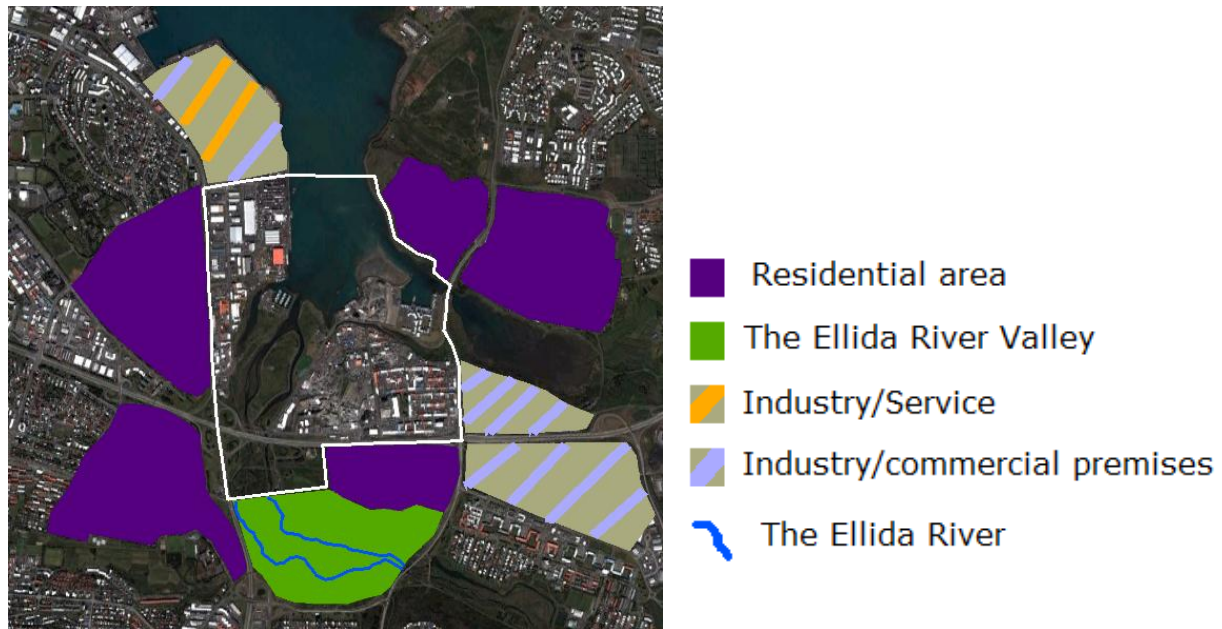 Residential area
The Ellida River Valley
Industry/Service
Industry/commercial premises
The Ellida River